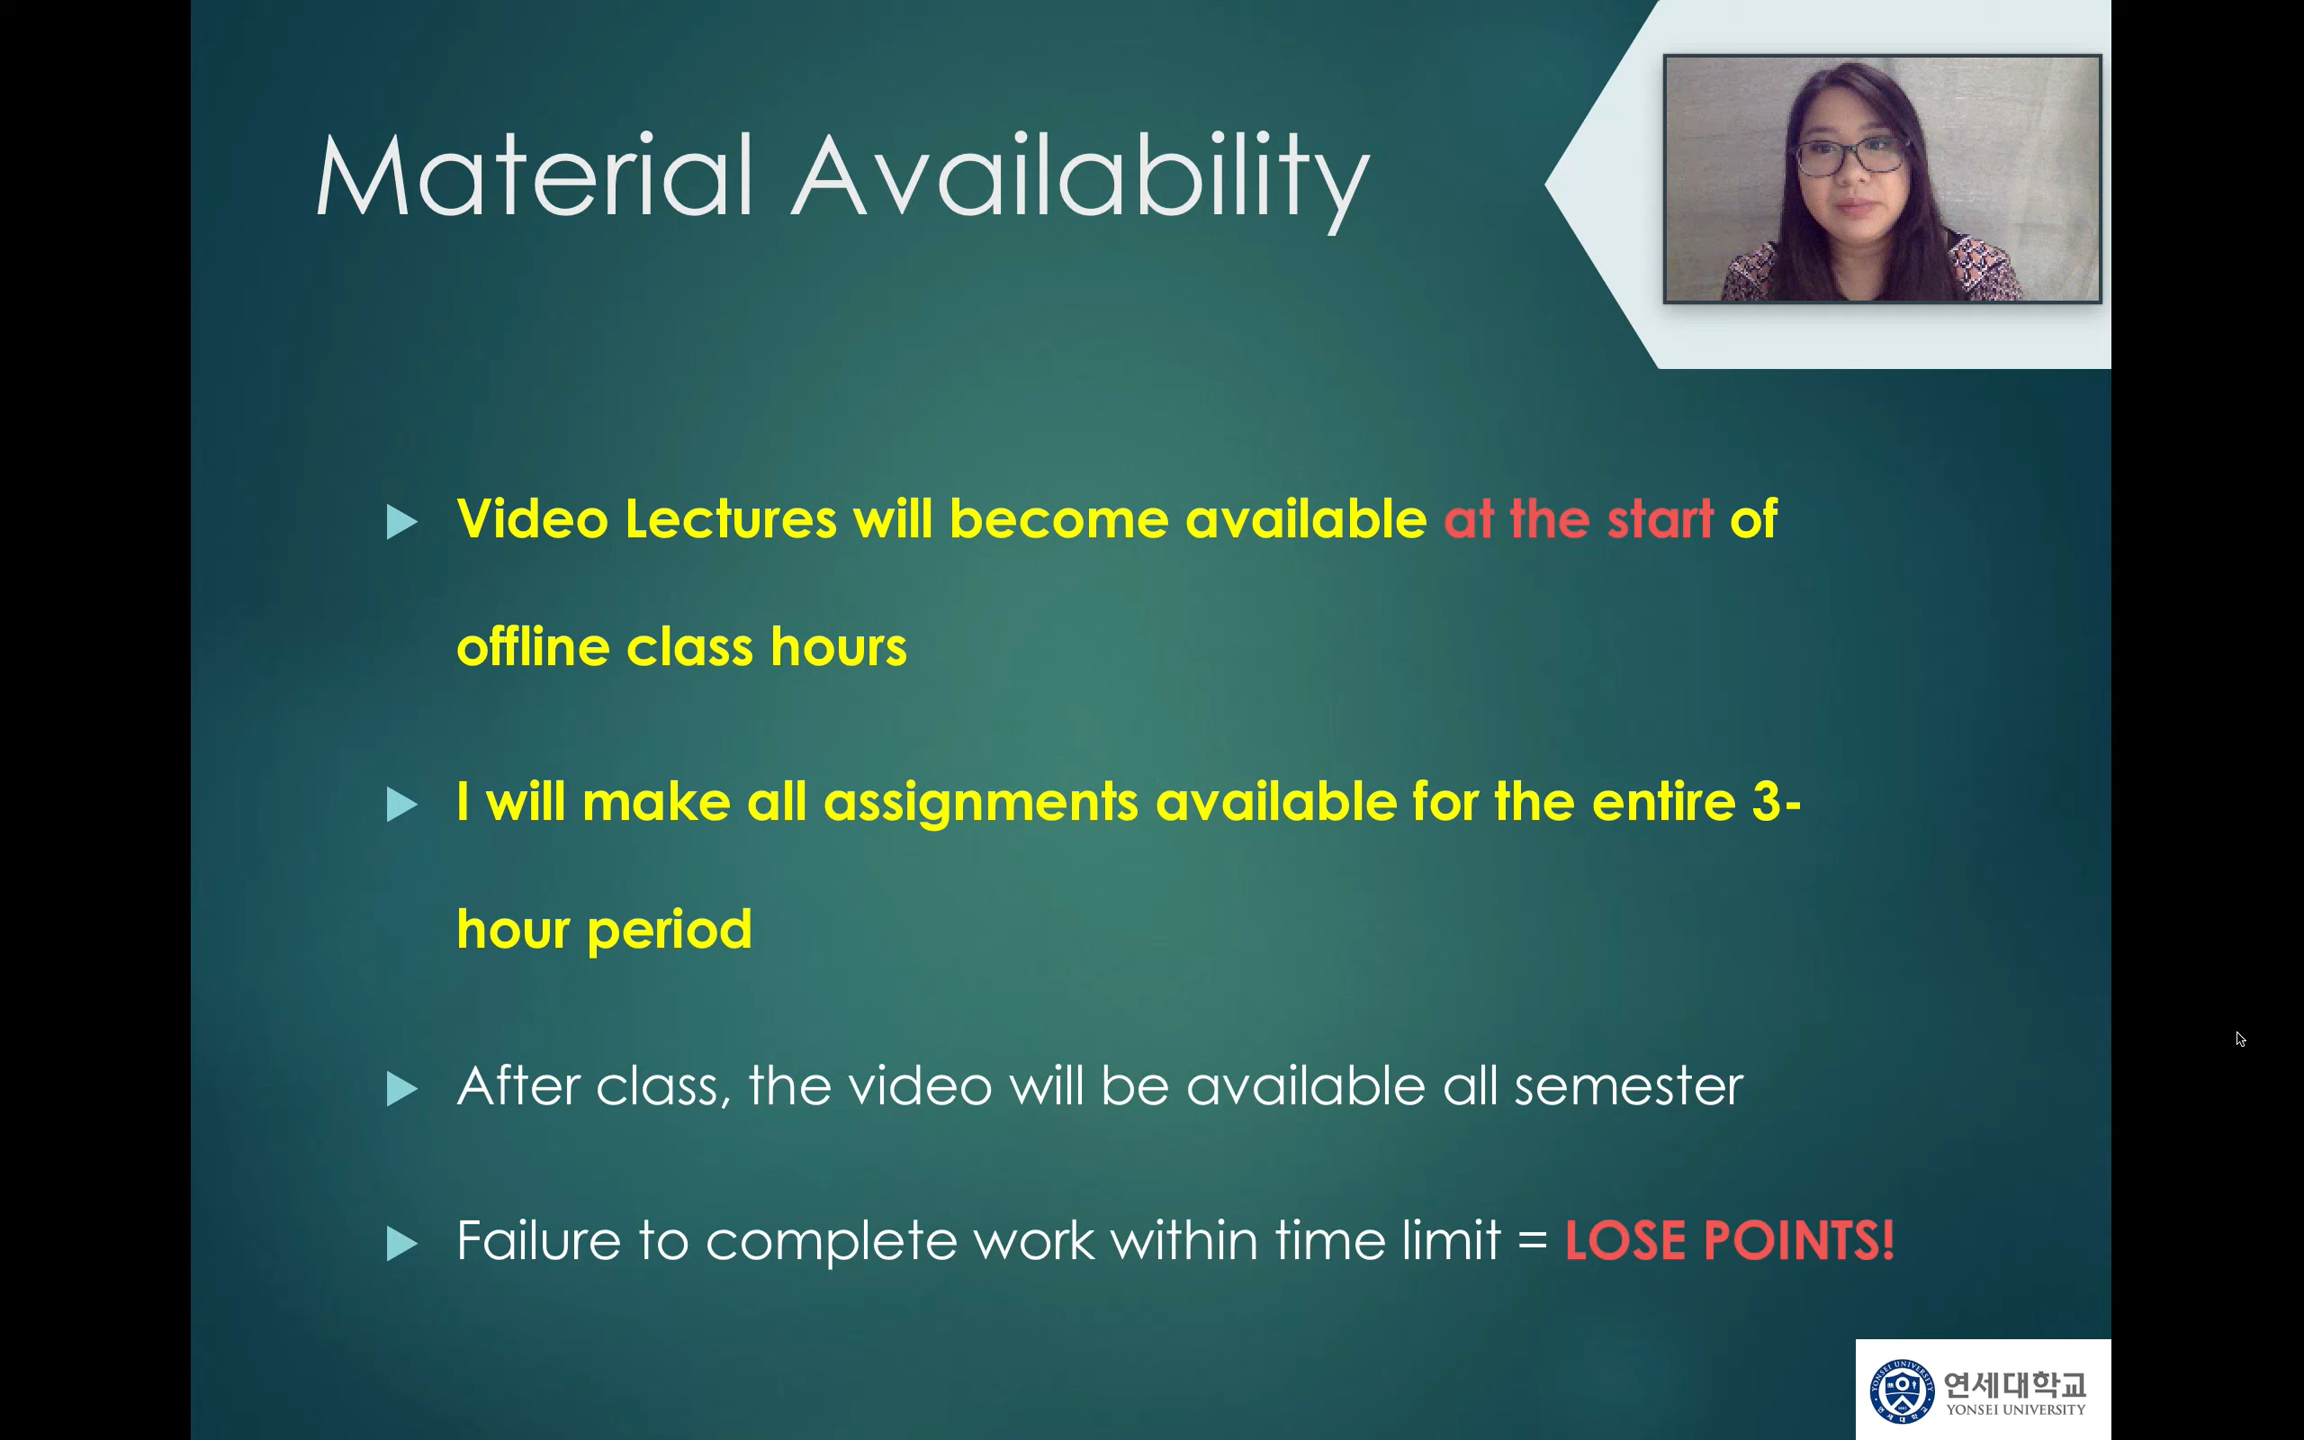 Material Availability
Video Lectures will become available at the start of
offline class hours
I will make all assignments available for the entire 3-
hour period
After class, the video will be available all semester
Failure to complete work within time limit = LOSE POINTS!
연세대학교
YONSEI UNIVERSITY